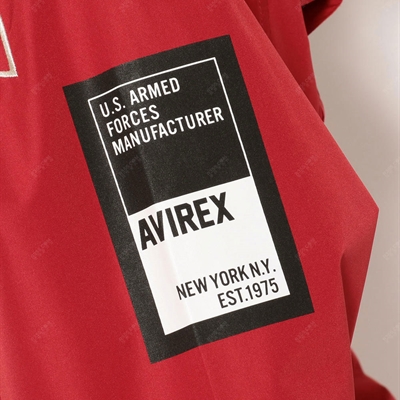 U.S. ARMED
FORCES
MANUFACTURER
AVIREX
NEW YORK N.Y.
EST.1975